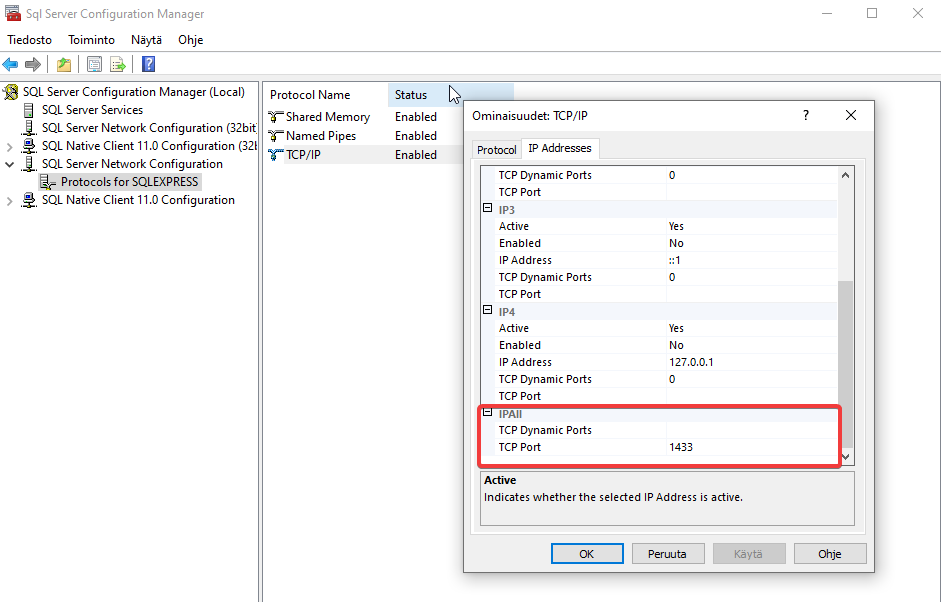 Sql Server Configuration Manager
Tiedosto Toiminto Näytä Ohje
SQL Server Configuration Manager (Local)
SQL Server Services
SQL Server Network Configuration (32bit
SQL Native Client 11.0 Configuration (32b
SQL Server Network Configuration
Protocols for SQLEXPRESS
SQL Native Client 11.0 Configuration
Protocol Name Status
Shared Memory Enabled
Named Pipes Enabled
TCP/IP Enabled
Ominaisuudet: TCP/IP
Protocol IP Addresses
TCP Dynamic Ports 0
TCP Port
IP3
Active Yes
Enabled No
IP Address ::1
TCP Dynamic Ports 0
TCP Port
IP4
Active Yes
Enabled No
IP Address 127.0.0.1
TCP Dynamic Ports 0
TCP Port
IPAll
TCP Dynamic Ports
TCP Port 1433
Active
Indicates whether the selected IP Address is active.
OK Peruuta Käytä Ohje